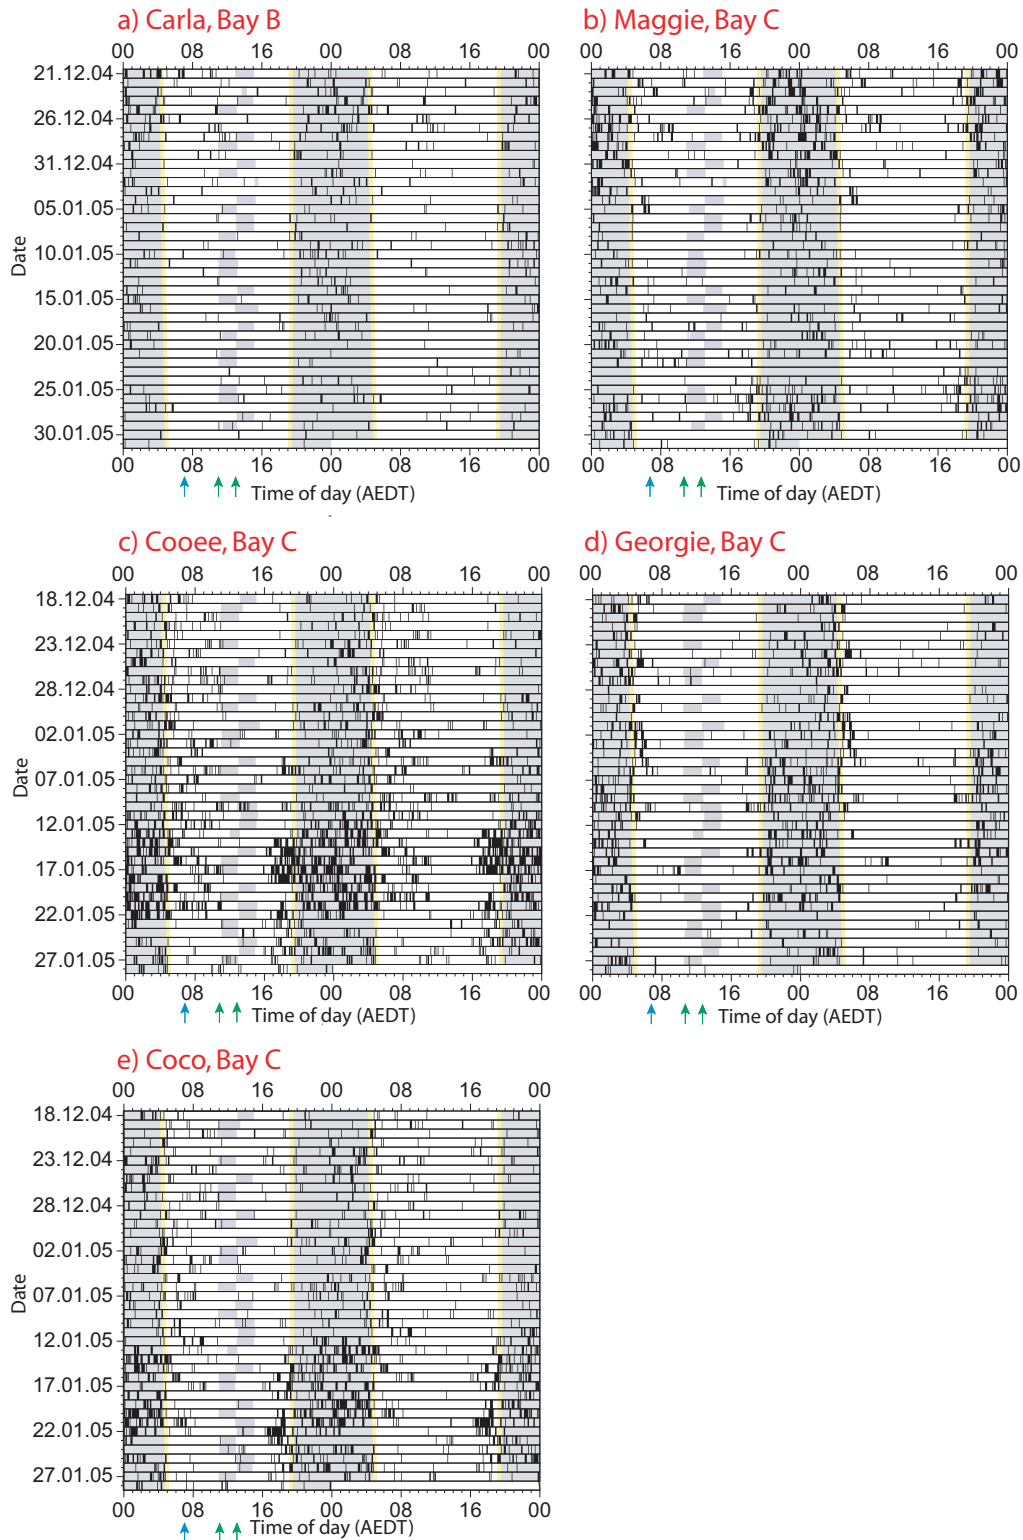 a) Carla, Bay B
00 08 16 00 08 16 00
21.12.04
26.12.04
31.12.04
05.01.05
10.01.05
15.01.05
20.01.05
25.01.05
30.01.05
Date
00 08 16 00 08 16 00
Time of day (AEDT)
b) Maggie, Bay C
00 08 16 00 08 16 00
00 08 16 00 08 16 00
Time of day (AEDT)
c) Cooee, Bay C
00 08 16 00 08 16 00
18.12.04
23.12.04
28.12.04
02.01.05
07.01.05
12.01.05
17.01.05
22.01.05
27.01.05
Date
00 08 16 00 08 16 00
Time of day (AEDT)
d) Georgie, Bay C
00 08 16 00 08 16 00
00 08 16 00 08 16 00
Time of day (AEDT)
e) Coco, Bay C
00 08 16 00 08 16 00
18.12.04
23.12.04
28.12.04
02.01.05
07.01.05
12.01.05
17.01.05
22.01.05
27.01.05
Date
00 08 16 00 08 16 00
Time of day (AEDT)